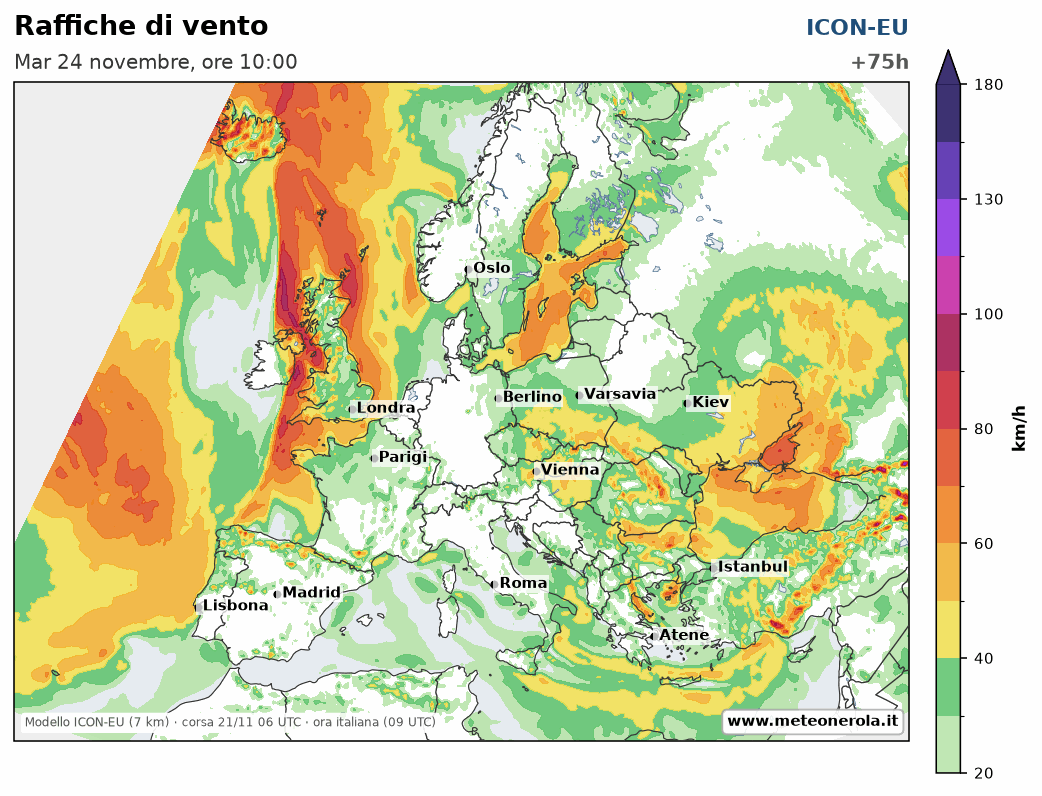 Raffiche di vento
ICON-EU
Mar 24 novembre, ore 10:00
+75h
180
130
100
80
60
40
20
km/h
Oslo
Berlino
Varsavia
Kiev
Londra
Parigi
Vienna
Istanbul
Roma
Madrid
Lisbona
Atene
Modello ICON-EU (7 km) · corsa 21/11 06 UTC · ora italiana (09 UTC)
www.meteonerola.it